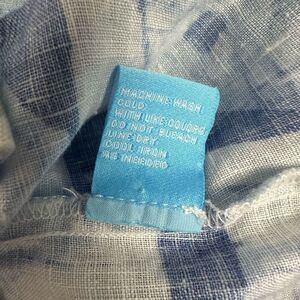 MACHINE WASH
COLD.
WITH LIKE COLORS
DO NOT BLEACH
LINE DRY.
COOL IRON
AS NEEDED